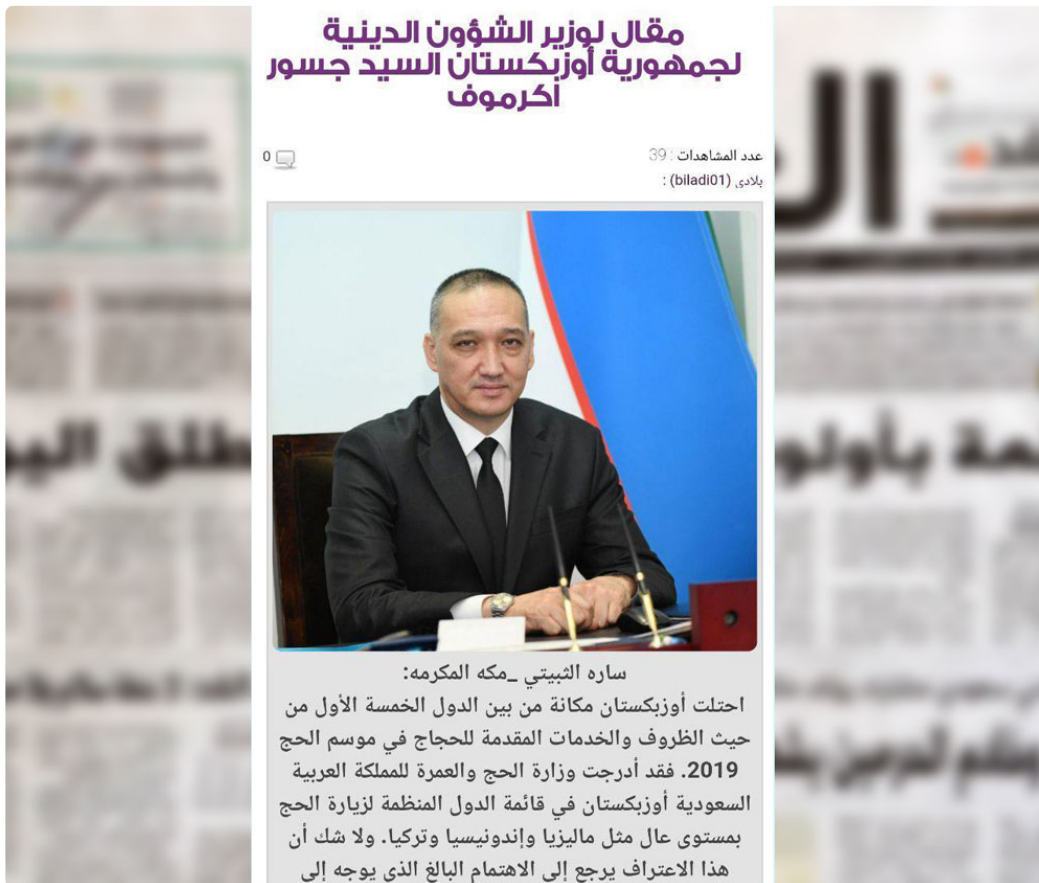 مقال لوزير الشؤون الدينية
لجمهورية أوزبكستان السيد جسور
اكرموف
عدد المشاهدات : 39
0
بلادى (biladi01) :
ساره الثبيتي _مكه المكرمه:
احتلت أوزبكستان مكانة من بين الدول الخمسة الأول من
حيث الظروف والخدمات المقدمة للحجاج في موسم الحج
2019. فقد أدرجت وزارة الحج والعمرة للمملكة العربية
السعودية أوزبكستان في قائمة الدول المنظمة لزيارة الحج
بمستوى عال مثل ماليزيا وإندونيسيا وتركيا. ولا شك أن
هذا الاعتراف يرجع إلى الاهتمام البالغ الذي يوجه إلى